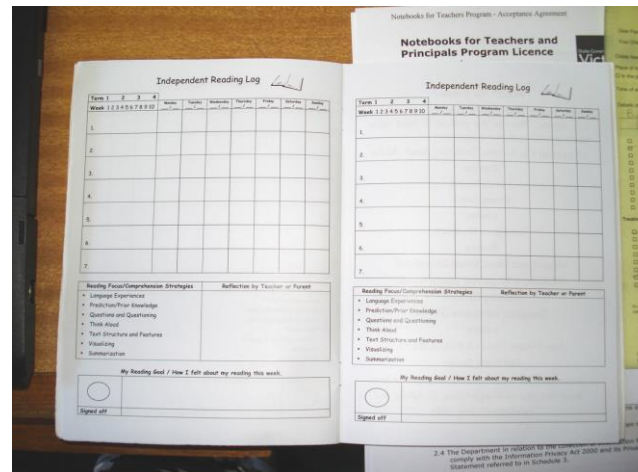 Notebooks for Teachers Program - Acceptance Agreement
Notebooks for Teachers and
Principals Program Licence
Independent Reading Log
Term 1 2 3 4
Week 1 2 3 4 5 6 7 8 9 10
Monday Tuesday Wednesday Thursday Friday Saturday Sunday
1.
2.
3.
4.
5.
6.
7.
Reading Focus/Comprehension Strategies Reflection by Teacher or Parent
• Language Experiences
• Prediction/Prior Knowledge
• Questions and Questioning
• Think Aloud
• Text Structure and Features
• Visualising
• Summarisation
My Reading Goal / How I felt about my reading this week.
Signed off
Independent Reading Log
Term 1 2 3 4
Week 1 2 3 4 5 6 7 8 9 10
Monday Tuesday Wednesday Thursday Friday Saturday Sunday
1.
2.
3.
4.
5.
6.
7.
Reading Focus/Comprehension Strategies Reflection by Teacher or Parent
• Language Experiences
• Prediction/Prior Knowledge
• Questions and Questioning
• Think Aloud
• Text Structure and Features
• Visualising
• Summarisation
My Reading Goal / How I felt about my reading this week.
Signed off
2.4 The Department in relation to the
comply with the Information Privacy Act 2000 and its
Statement referred to in Schedule 3.